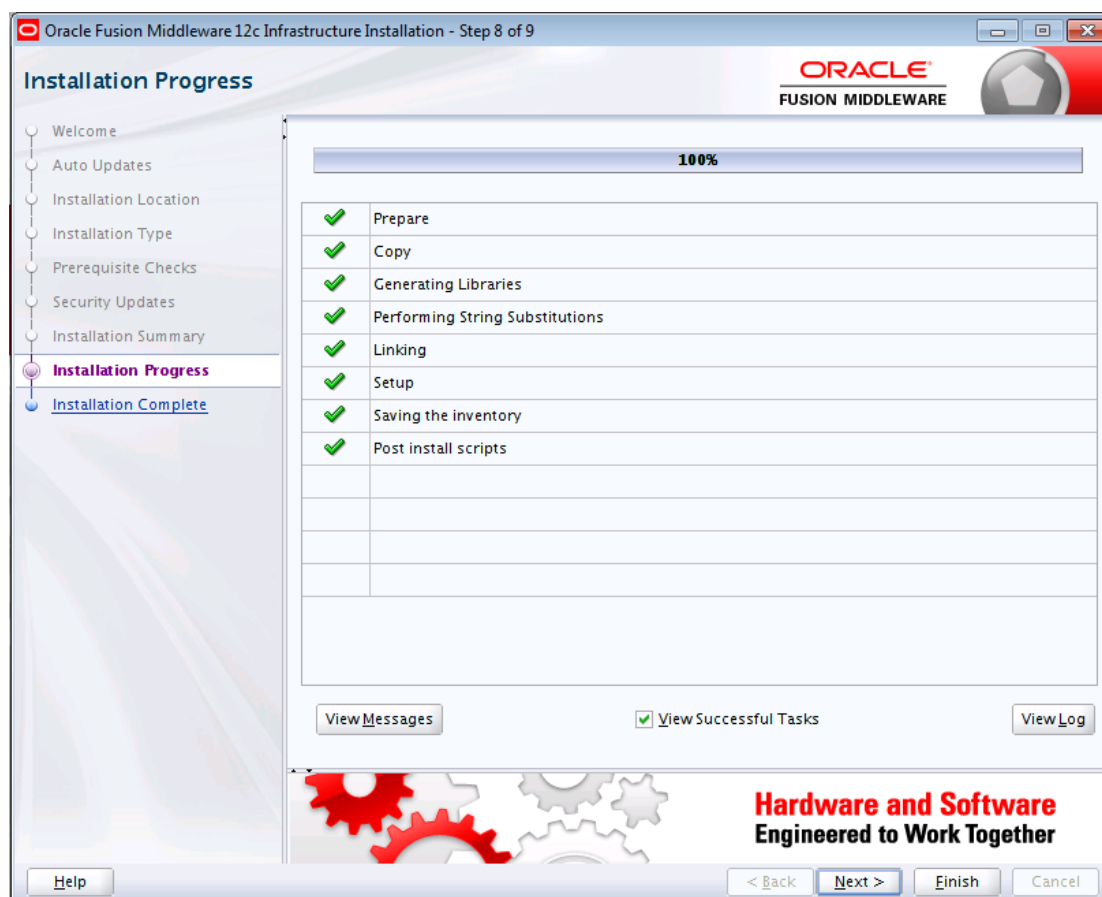 Oracle Fusion Middleware 12c Infrastructure Installation - Step 8 of 9
Installation Progress
ORACLE
FUSION MIDDLEWARE
Welcome
Auto Updates
Installation Location
Installation Type
Prerequisite Checks
Security Updates
Installation Summary
Installation Progress
Installation Complete
100%
Prepare
Copy
Generating Libraries
Performing String Substitutions
Linking
Setup
Saving the inventory
Post install scripts
View Messages
View Successful Tasks
View Log
Hardware and Software
Engineered to Work Together
Help
< Back
Next >
Finish
Cancel